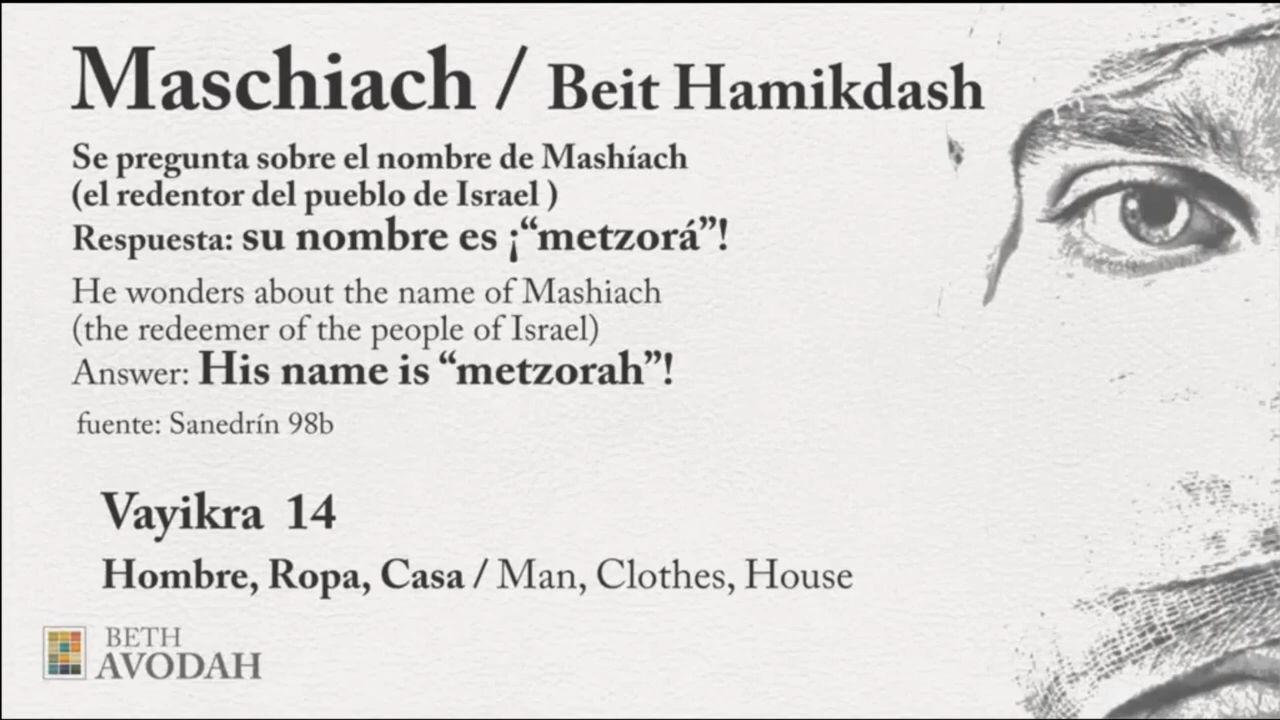 Maschiach / Beit Hamikdash
Se pregunta sobre el nombre de Mashíach
(el redentor del pueblo de Israel )
Respuesta: su nombre es ¡“metzorá”!
He wonders about the name of Mashiach
(the redeemer of the people of Israel)
Answer: His name is “metzorah”!
fuente: Sanedrín 98b
Vayikra 14
Hombre, Ropa, Casa / Man, Clothes, House
BETH
AVODAH